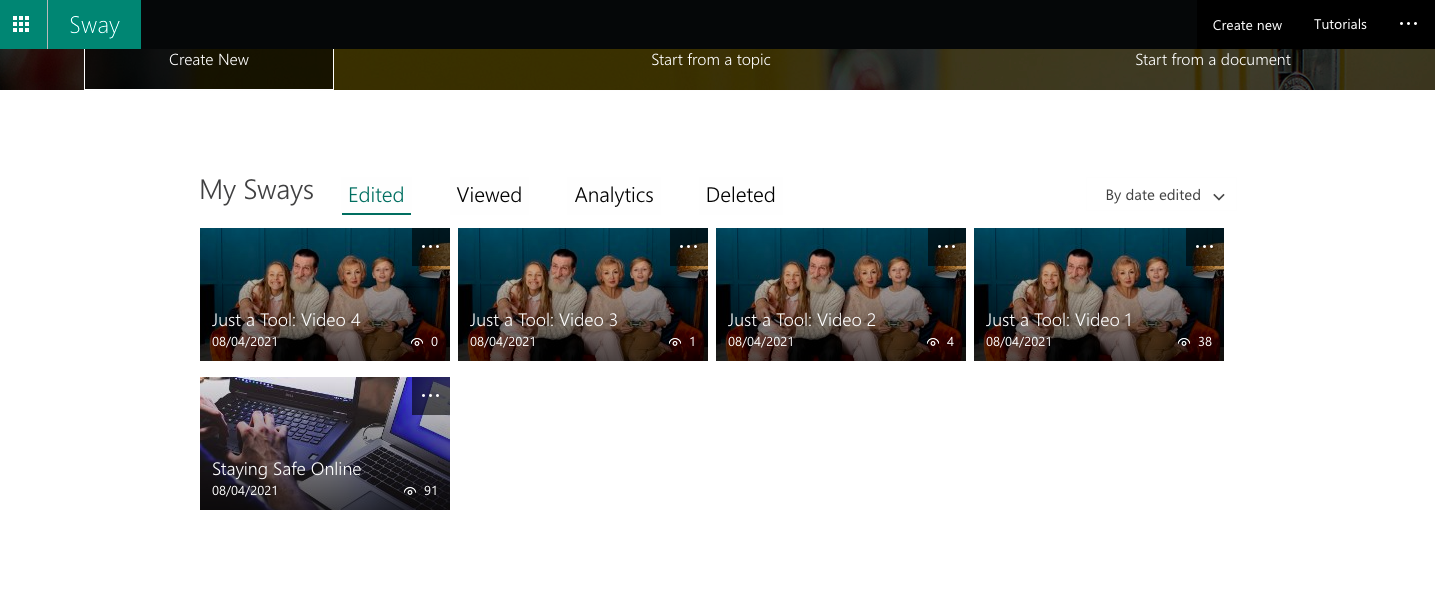 Sway
Create new
Tutorials
Create New
Start from a topic
Start from a document
My Sways
Edited
Viewed
Analytics
Deleted
By date edited
Just a Tool: Video 4
08/04/2021
0
Just a Tool: Video 3
08/04/2021
1
Just a Tool: Video 2
08/04/2021
4
Just a Tool: Video 1
08/04/2021
38
Staying Safe Online
08/04/2021
91